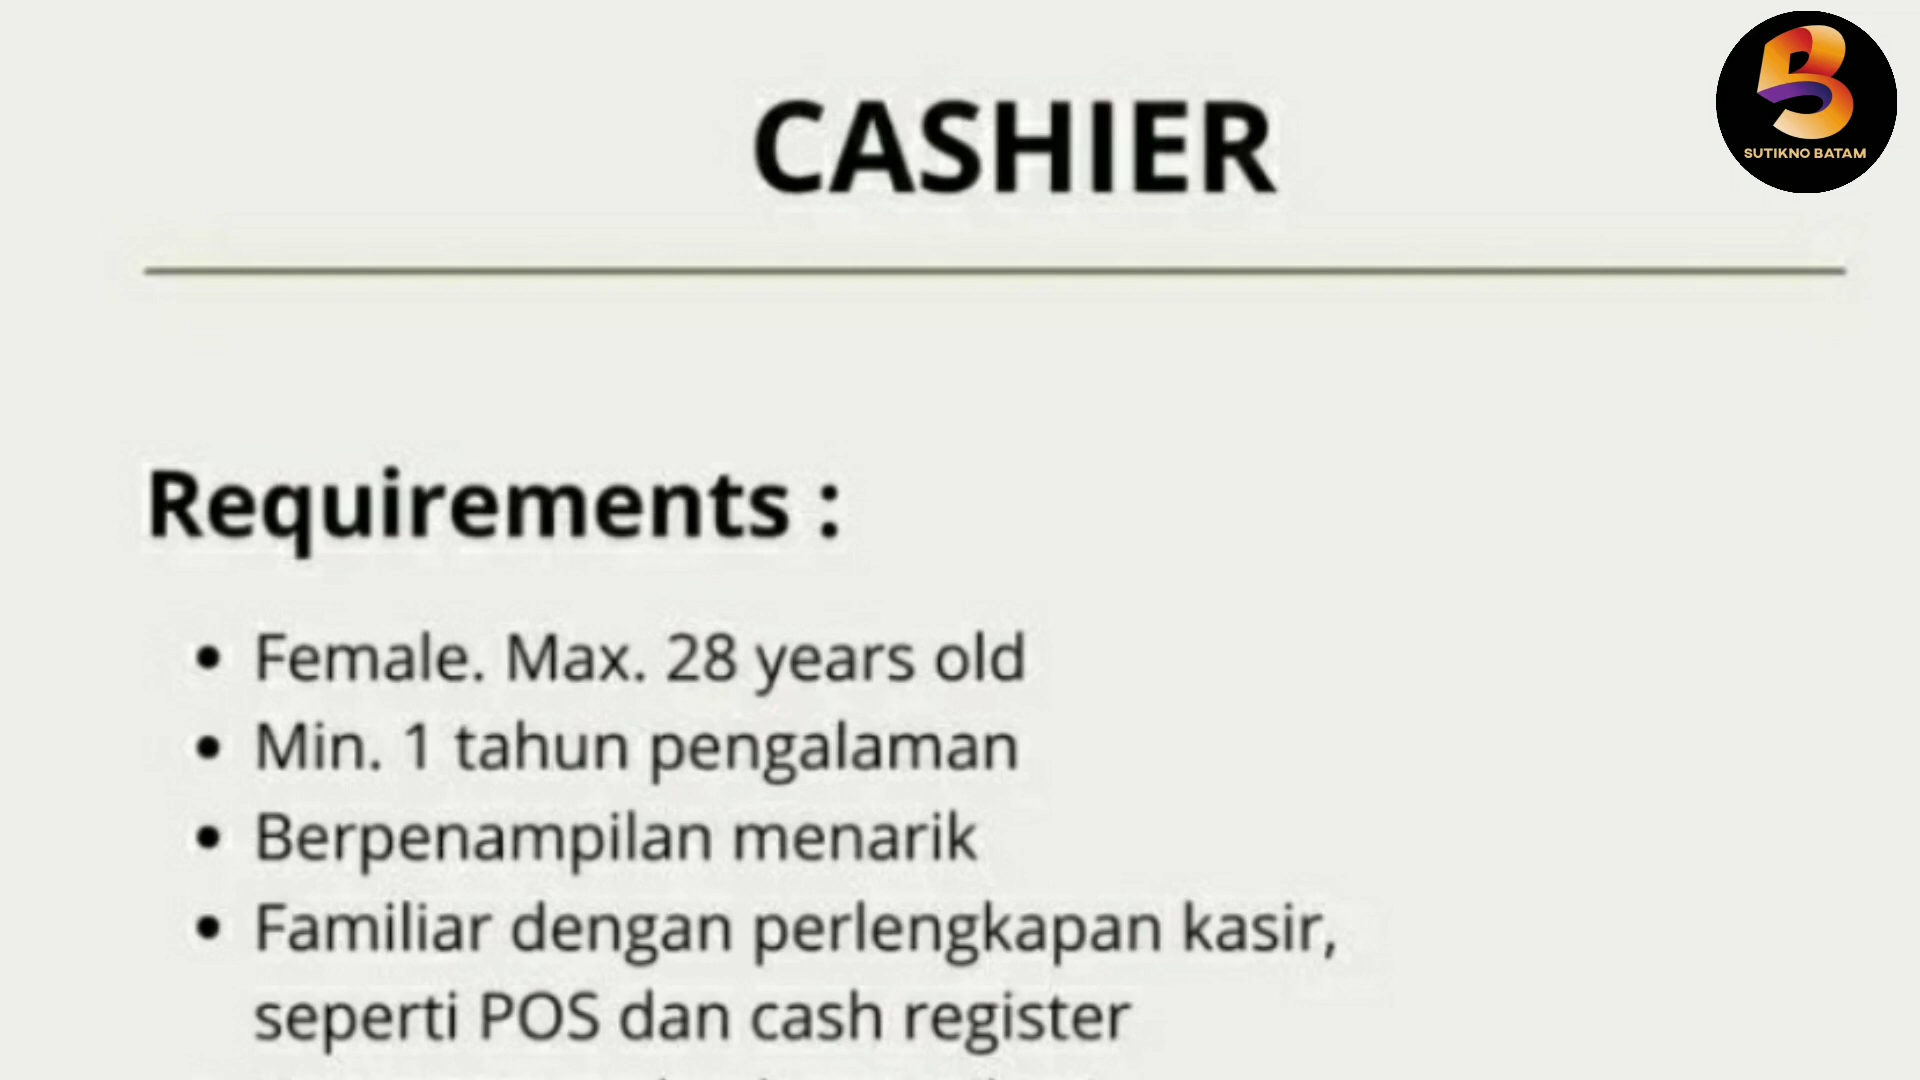 CASHIER
SUTIKNO BATAM
Requirements :
• Female. Max. 28 years old
• Min. 1 tahun pengalaman
• Berpenampilan menarik
• Familiar dengan perlengkapan kasir,
seperti POS dan cash register